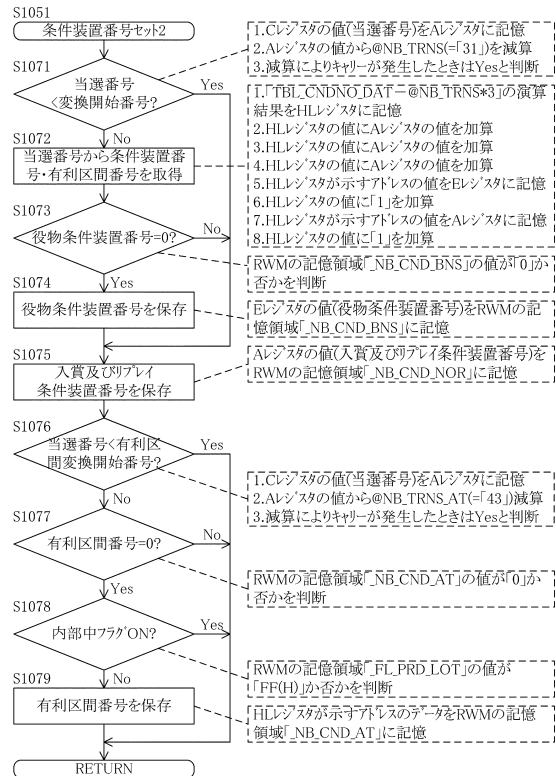 S1051
条件装置番号セット2
1.Cレジスタの値(当選番号)をAレジスタに記憶
2.Aレジスタの値から@NB_TRNS(=「31」)を減算
3.減算によりキャリーが発生したときはYesと判断
S1071
当選番号
<変換開始番号?
Yes
No
1.「TBL_CNDNO_DAT－@NB_TRNS*3」の演算
結果をHLレジスタに記憶
2.HLレジスタの値にAレジスタの値を加算
3.HLレジスタの値にAレジスタの値を加算
4.HLレジスタの値にAレジスタの値を加算
5.HLレジスタが示すアドレスの値をEレジスタに記憶
6.HLレジスタの値に「1」を加算
7.HLレジスタが示すアドレスの値をAレジスタに記憶
8.HLレジスタの値に「1」を加算
S1072
当選番号から条件装置番
号・有利区間番号を取得
S1073
役物条件装置番号=0?
No
Yes
RWMの記憶領域「_NB_CND_BNS」の値が「0」か
否かを判断
S1074
役物条件装置番号を保存
Eレジスタの値(役物条件装置番号)をRWMの記
憶領域「_NB_CND_BNS」に記憶
S1075
入賞及びリプレイ
条件装置番号を保存
Aレジスタの値(入賞及びリプレイ条件装置番号)を
RWMの記憶領域「_NB_CND_NOR」に記憶
S1076
当選番号<有利区
間変換開始番号?
Yes
No
1.Cレジスタの値(当選番号)をAレジスタに記憶
2.Aレジスタの値から@NB_TRNS_AT(=「43」)減算
3.減算によりキャリーが発生したときはYesと判断
S1077
有利区間番号=0?
No
Yes
RWMの記憶領域「_NB_CND_AT」の値が「0」か
否かを判断
S1078
内部中フラグON?
Yes
No
RWMの記憶領域「_FL_PRD_LOT」の値が
「FF(H)」か否かを判断
S1079
有利区間番号を保存
HLレジスタが示すアドレスのデータをRWMの記憶
領域「_NB_CND_AT」に記憶
RETURN